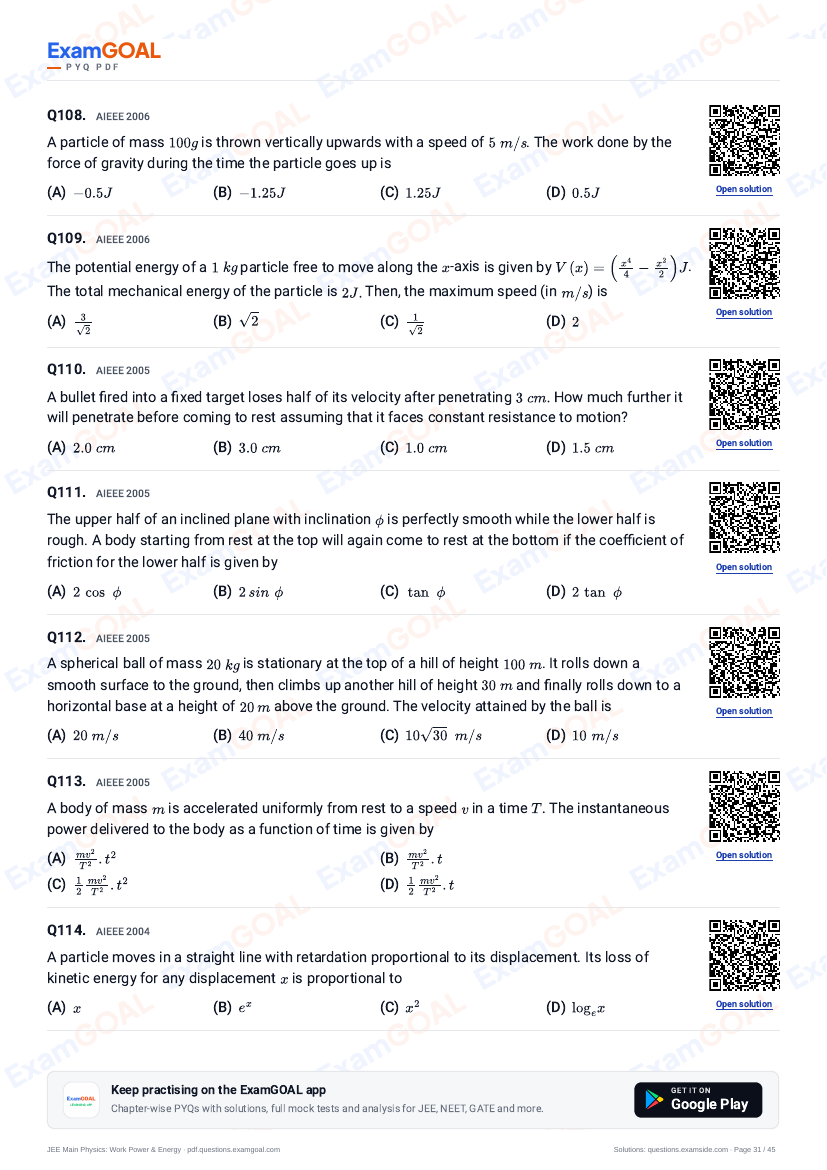 ExamGOAL
PYQ PDF
Q108. AIEEE 2006
A particle of mass 100g is thrown vertically upwards with a speed of 5 m/s. The work done by the
force of gravity during the time the particle goes up is
(A) −0.5J (B) −1.25J (C) 1.25J (D) 0.5J
Open solution
Q109. AIEEE 2006
The potential energy of a 1 kg particle free to move along the x-axis is given by V (x) = (x⁴/4 − x²/2) J.
The total mechanical energy of the particle is 2J. Then, the maximum speed (in m/s) is
(A) 3/√2 (B) √2 (C) 1/√2 (D) 2
Open solution
Q110. AIEEE 2005
A bullet fired into a fixed target loses half of its velocity after penetrating 3 cm. How much further it
will penetrate before coming to rest assuming that it faces constant resistance to motion?
(A) 2.0 cm (B) 3.0 cm (C) 1.0 cm (D) 1.5 cm
Open solution
Q111. AIEEE 2005
The upper half of an inclined plane with inclination ϕ is perfectly smooth while the lower half is
rough. A body starting from rest at the top will again come to rest at the bottom if the coefficient of
friction for the lower half is given by
(A) 2 cos ϕ (B) 2 sin ϕ (C) tan ϕ (D) 2 tan ϕ
Open solution
Q112. AIEEE 2005
A spherical ball of mass 20 kg is stationary at the top of a hill of height 100 m. It rolls down a
smooth surface to the ground, then climbs up another hill of height 30 m and finally rolls down to a
horizontal base at a height of 20 m above the ground. The velocity attained by the ball is
(A) 20 m/s (B) 40 m/s (C) 10√30 m/s (D) 10 m/s
Open solution
Q113. AIEEE 2005
A body of mass m is accelerated uniformly from rest to a speed v in a time T. The instantaneous
power delivered to the body as a function of time is given by
(A) mv²/T² . t² (B) mv²/T² . t
(C) 1/2 mv²/T² . t² (D) 1/2 mv²/T² . t
Open solution
Q114. AIEEE 2004
A particle moves in a straight line with retardation proportional to its displacement. Its loss of
kinetic energy for any displacement x is proportional to
(A) x (B) eˣ (C) x² (D) logₑx
Open solution
Keep practising on the ExamGOAL app
Chapter-wise PYQs with solutions, full mock tests and analysis for JEE, NEET, GATE and more.
GET IT ON
Google Play
JEE Main Physics: Work Power & Energy · pdf.questions.examgoal.com Solutions: questions.examside.com · Page 31 / 45